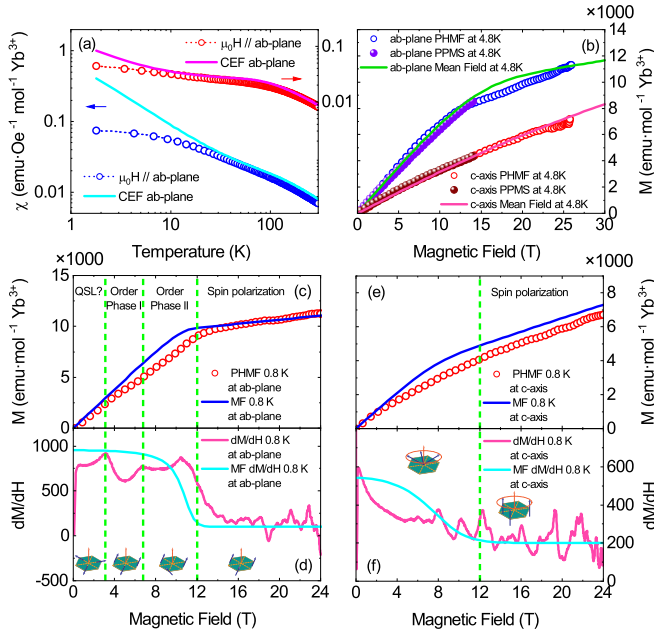 (a)
μ₀H // ab-plane
CEF ab-plane
μ₀H // ab-plane
CEF ab-plane
χ (emu·Oe⁻¹ mol⁻¹ Yb³⁺)
1
0.1
0.01
0.1
0.01
1
10
100
Temperature (K)
×1000
(b)
ab-plane PHMF at 4.8K
ab-plane PPMS at 4.8K
ab-plane Mean Field at 4.8K
c-axis PHMF at 4.8K
c-axis PPMS at 4.8K
c-axis Mean Field at 4.8K
M (emu·mol⁻¹ Yb³⁺)
14
12
10
8
6
4
2
0
0 5 10 15 20 25 30
Magnetic Field (T)
×1000
(c)
QSL?
Order
Phase I
Order
Phase II
Spin polarization
PHMF 0.8 K
at ab-plane
MF 0.8 K
at ab-plane
M (emu·mol⁻¹ Yb³⁺)
15
10
5
0
(d)
dM/dH 0.8 K
at ab-plane
MF dM/dH 0.8 K
at ab-plane
dM/dH
1000
500
0
-500
0 4 8 12 16 20 24
Magnetic Field (T)
×1000
(e)
Spin polarization
PHMF 0.8 K
at c-axis
MF 0.8 K
at c-axis
M (emu·mol⁻¹ Yb³⁺)
8
6
4
2
0
(f)
dM/dH 0.8 K
at c-axis
MF dM/dH 0.8 K
at c-axis
dM/dH
600
400
200
0
0 4 8 12 16 20 24
Magnetic Field (T)